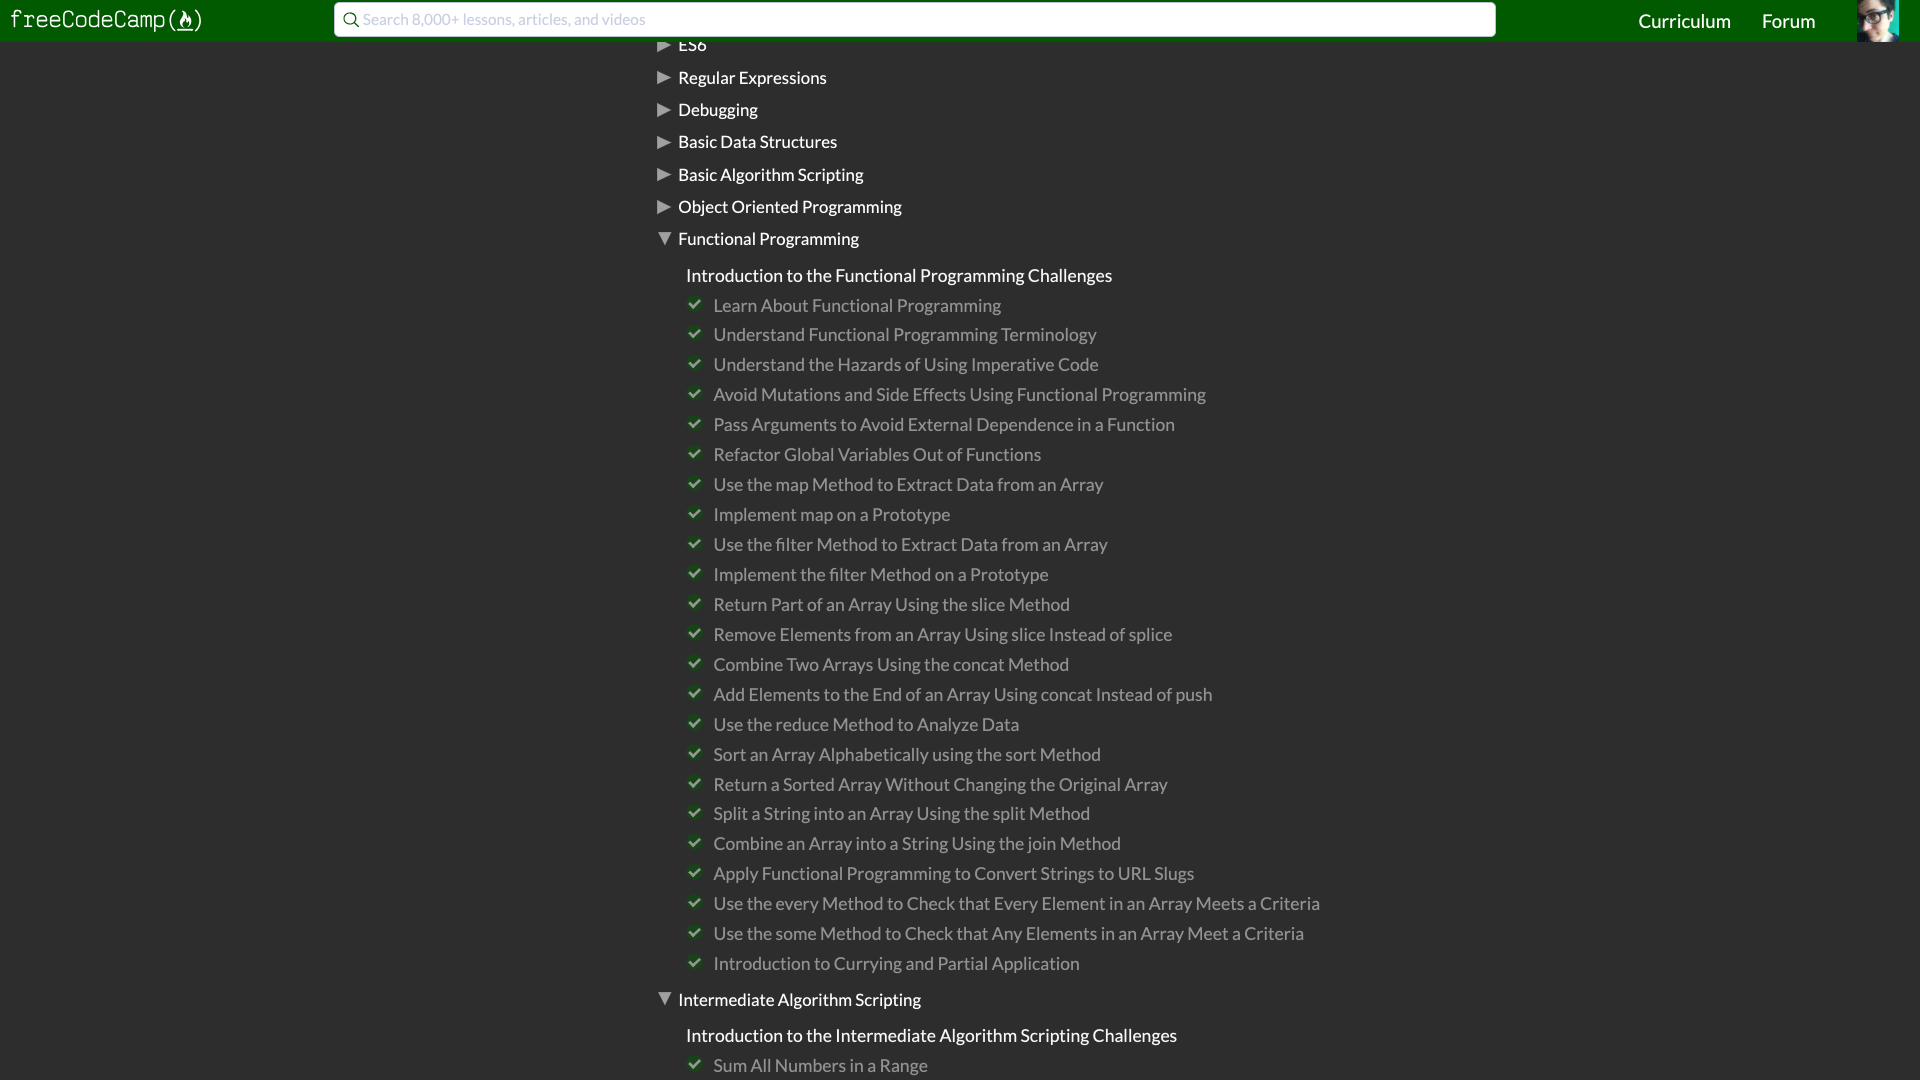 freeCodeCamp
Search 8,000+ lessons, articles, and videos
Curriculum
Forum
ES6
Regular Expressions
Debugging
Basic Data Structures
Basic Algorithm Scripting
Object Oriented Programming
Functional Programming
Introduction to the Functional Programming Challenges
Learn About Functional Programming
Understand Functional Programming Terminology
Understand the Hazards of Using Imperative Code
Avoid Mutations and Side Effects Using Functional Programming
Pass Arguments to Avoid External Dependence in a Function
Refactor Global Variables Out of Functions
Use the map Method to Extract Data from an Array
Implement map on a Prototype
Use the filter Method to Extract Data from an Array
Implement the filter Method on a Prototype
Return Part of an Array Using the slice Method
Remove Elements from an Array Using slice Instead of splice
Combine Two Arrays Using the concat Method
Add Elements to the End of an Array Using concat Instead of push
Use the reduce Method to Analyze Data
Sort an Array Alphabetically using the sort Method
Return a Sorted Array Without Changing the Original Array
Split a String into an Array Using the split Method
Combine an Array into a String Using the join Method
Apply Functional Programming to Convert Strings to URL Slugs
Use the every Method to Check that Every Element in an Array Meets a Criteria
Use the some Method to Check that Any Elements in an Array Meet a Criteria
Introduction to Currying and Partial Application
Intermediate Algorithm Scripting
Introduction to the Intermediate Algorithm Scripting Challenges
Sum All Numbers in a Range